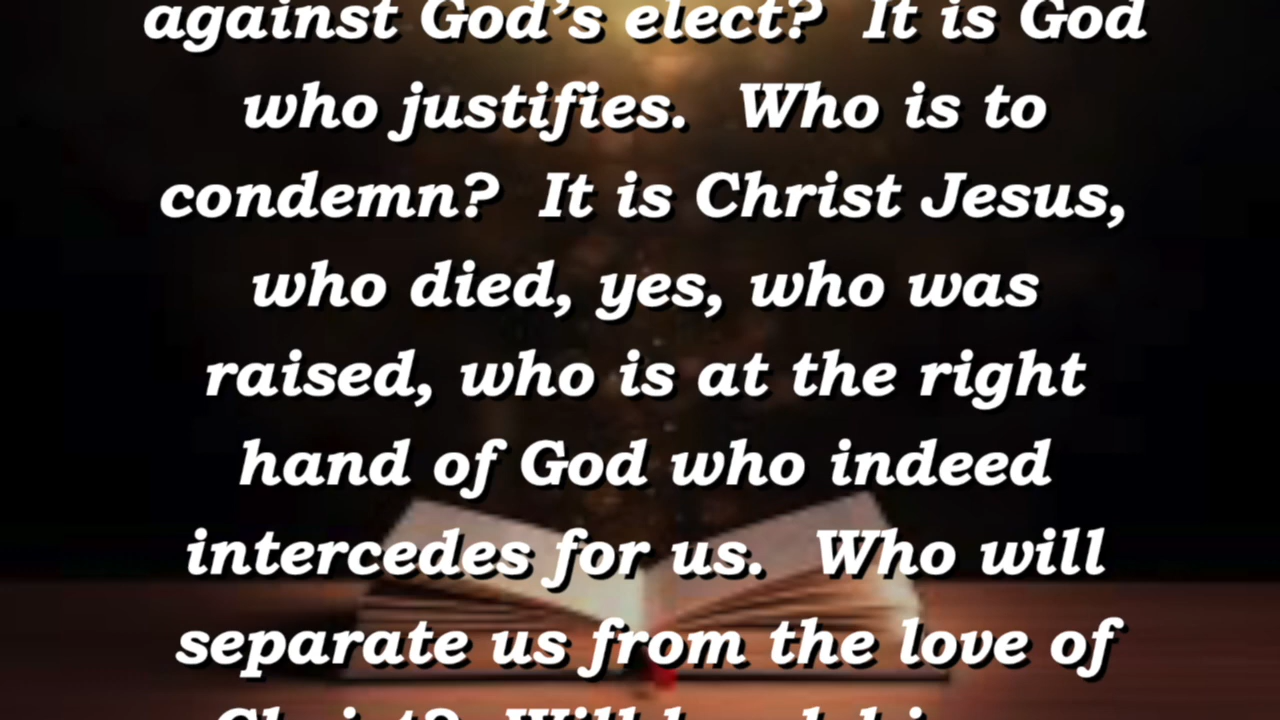 against God's elect? It is God
who justifies. Who is to
condemn? It is Christ Jesus,
who died, yes, who was
raised, who is at the right
hand of God who indeed
intercedes for us. Who will
separate us from the love of
Christ? Will